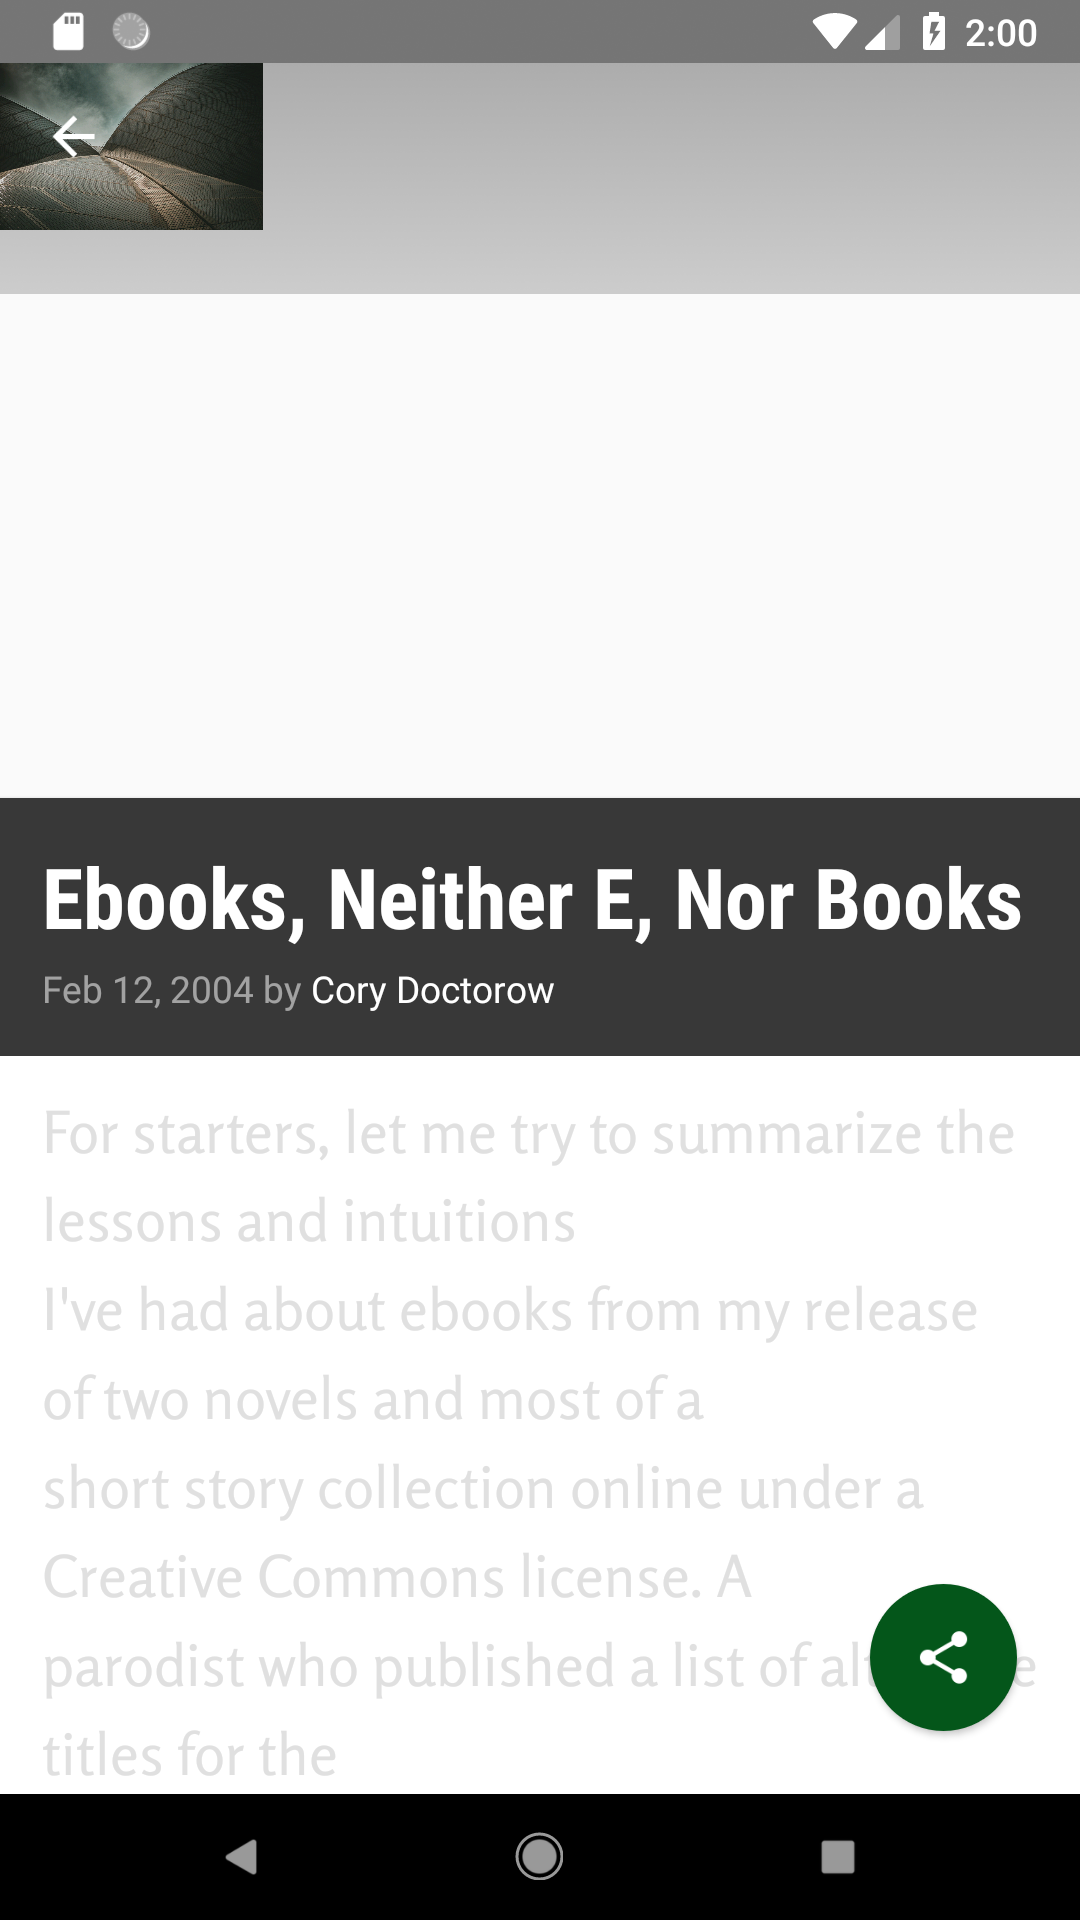 2:00
Ebooks, Neither E, Nor Books
Feb 12, 2004 by Cory Doctorow
For starters, let me try to summarize the
lessons and intuitions
I've had about ebooks from my release
of two novels and most of a
short story collection online under a
Creative Commons license. A
parodist who published a list of
titles for the